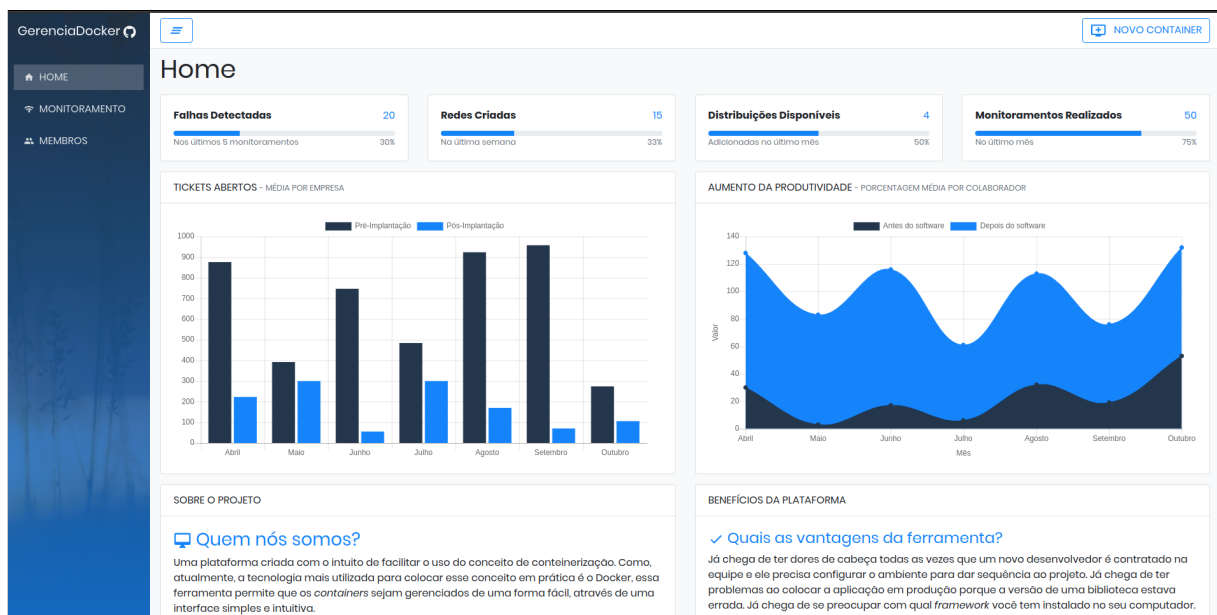 GerenciaDocker
NOVO CONTAINER
HOME
MONITORAMENTO
MEMBROS
Home
Falhas Detectadas 20
Nos últimos 5 monitoramentos 30%
Redes Criadas 15
Na última semana 33%
Distribuições Disponíveis 4
Adicionadas no último mês 50%
Monitoramentos Realizados 50
No último mês 75%
TICKETS ABERTOS - MÉDIA POR EMPRESA
Pré-Implantação Pós-Implantação
1000
900
800
700
600
500
400
300
200
100
0
Abril Maio Junho Julho Agosto Setembro Outubro
AUMENTO DA PRODUTIVIDADE - PORCENTAGEM MÉDIA POR COLABORADOR
Antes do software Depois do software
Valor
140
120
100
80
60
40
20
0
Abril Maio Junho Julho Agosto Setembro Outubro
Mês
SOBRE O PROJETO
Quem nós somos?
Uma plataforma criada com o intuito de facilitar o uso do conceito de conteinerização. Como,
atualmente, a tecnologia mais utilizada para colocar esse conceito em prática é o Docker, essa
ferramenta permite que os containers sejam gerenciados de uma forma fácil, através de uma
interface simples e intuitiva.
BENEFÍCIOS DA PLATAFORMA
Quais as vantagens da ferramenta?
Já chega de ter dores de cabeça todas as vezes que um novo desenvolvedor é contratado na
equipe e ele precisa configurar o ambiente para dar sequência ao projeto. Já chega de ter
problemas ao colocar a aplicação em produção porque a versão de uma biblioteca estava
errada. Já chega de se preocupar com qual framework você tem instalado no seu computador.